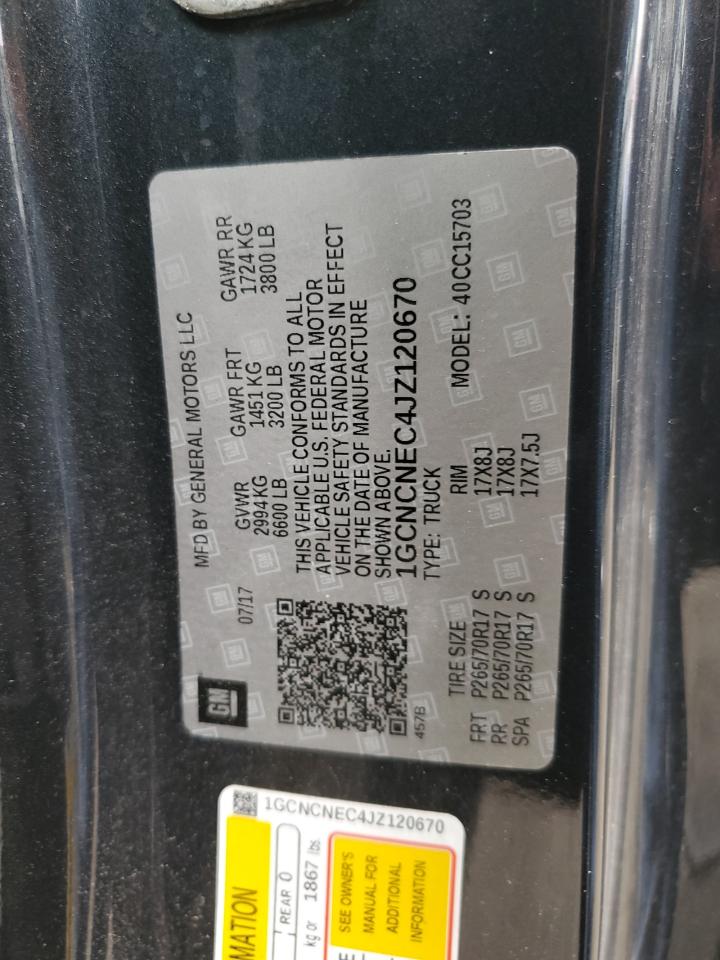 GM
MFD BY GENERAL MOTORS LLC
07/17
GVWR GAWR FRT GAWR RR
2994 KG 1451 KG 1724 KG
6600 LB 3200 LB 3800 LB
THIS VEHICLE CONFORMS TO ALL
APPLICABLE U.S. FEDERAL MOTOR
VEHICLE SAFETY STANDARDS IN EFFECT
ON THE DATE OF MANUFACTURE
SHOWN ABOVE.
1GCNCNEC4JZ120670
457B
TYPE: TRUCK
MODEL: 40CC15703
TIRE SIZE RIM
FRT P265/70R17 S 17X8J
RR P265/70R17 S 17X8J
SPA P265/70R17 S 17X7.5J
1GCNCNEC4JZ120670
MATION
REAR 0
kg or 1867 lbs.
SEE OWNER'S
MANUAL FOR
ADDITIONAL
INFORMATION